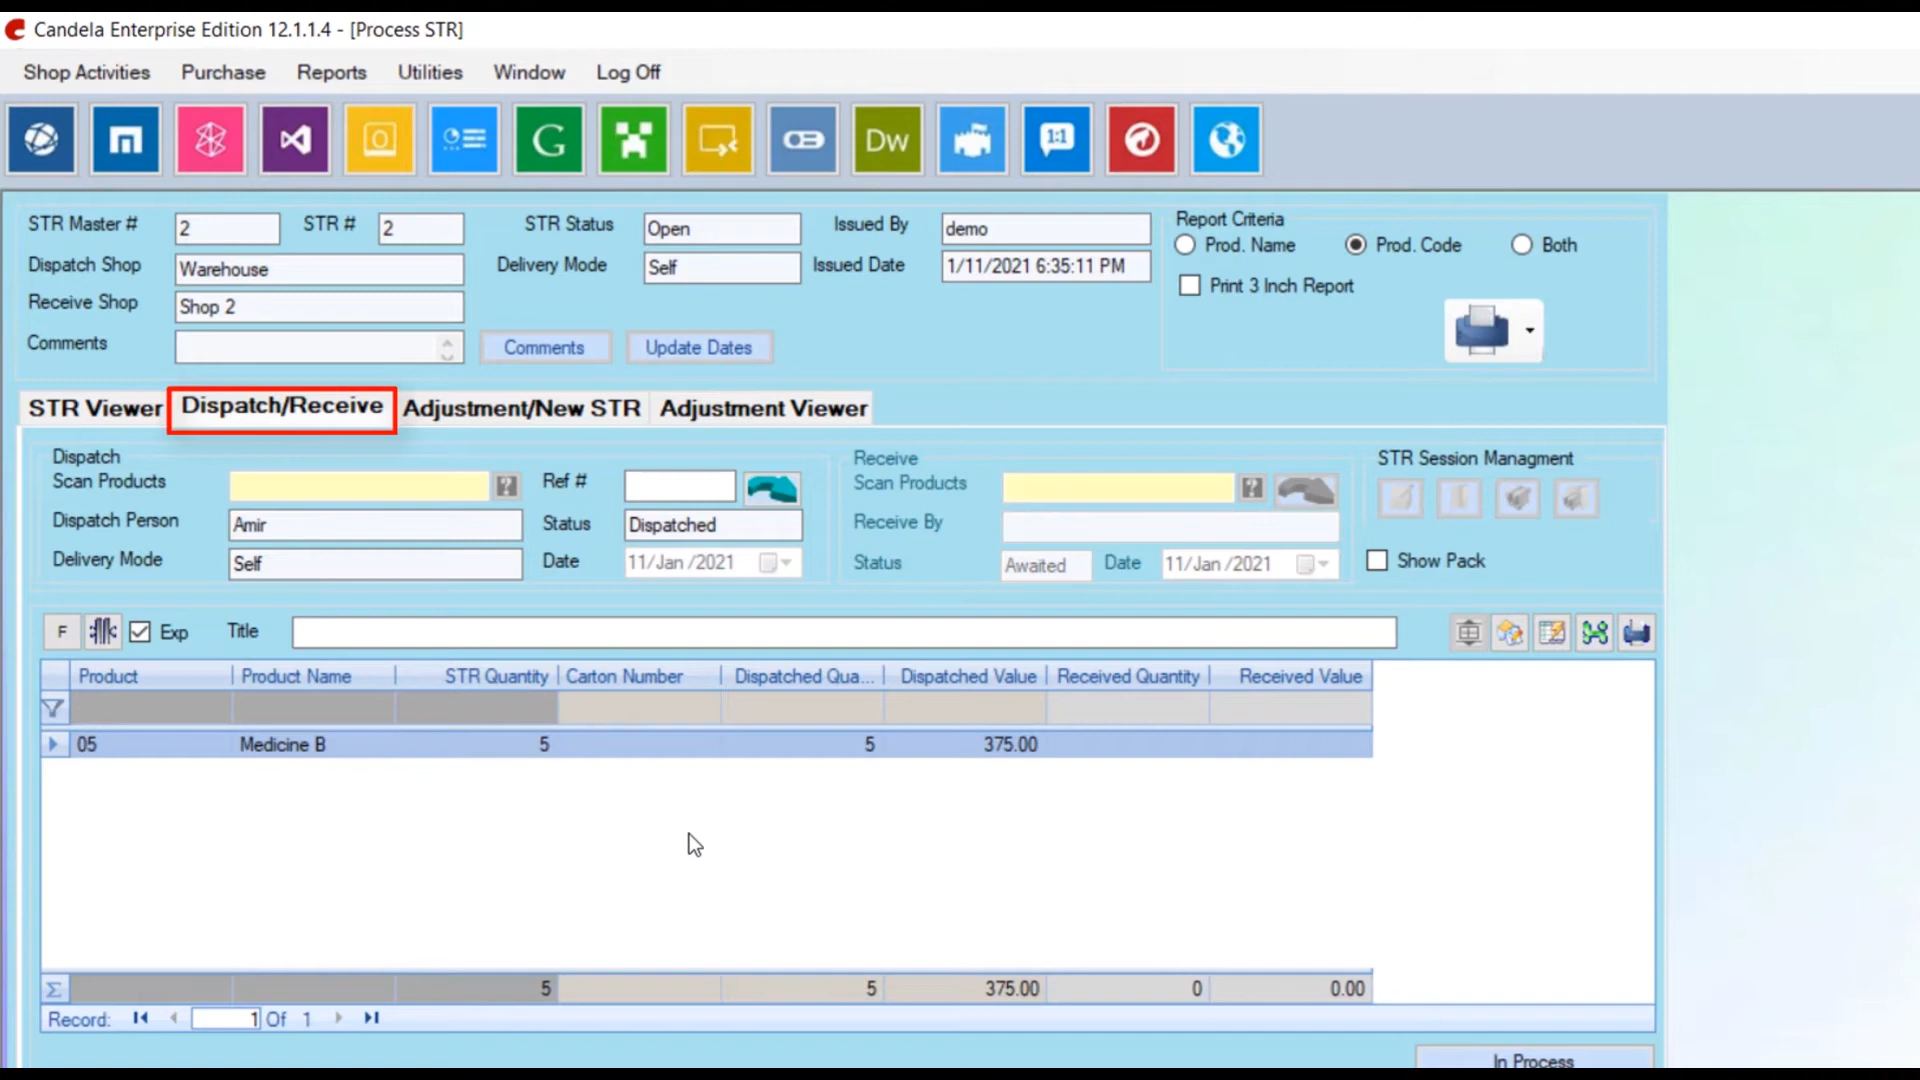 Candela Enterprise Edition 12.1.1.4 - [Process STR]
Shop Activities Purchase Reports Utilities Window Log Off
O G Dw 1:1
STR Master # 2 STR # 2 STR Status Open Issued By demo Report Criteria
Prod. Name Prod. Code Both
Dispatch Shop Warehouse Delivery Mode Self Issued Date 1/11/2021 6:35:11 PM
Print 3 Inch Report
Receive Shop Shop 2
Comments Comments Update Dates
STR Viewer Dispatch/Receive Adjustment/New STR Adjustment Viewer
Dispatch Receive STR Session Managment
Scan Products ? Ref # Scan Products ?
Dispatch Person Amir Status Dispatched Receive By
Delivery Mode Self Date 11/Jan /2021 Status Awaited Date 11/Jan /2021 Show Pack
F Exp Title
Product Product Name STR Quantity Carton Number Dispatched Qua... Dispatched Value Received Quantity Received Value
05 Medicine B 5 5 375.00
Σ 5 5 375.00 0 0.00
Record: 1 Of 1
In Process